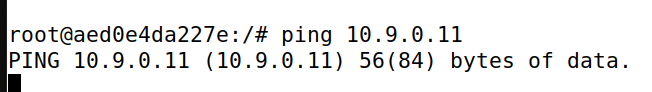 root@aed0e4da227e:/# ping 10.9.0.11
PING 10.9.0.11 (10.9.0.11) 56(84) bytes of data.